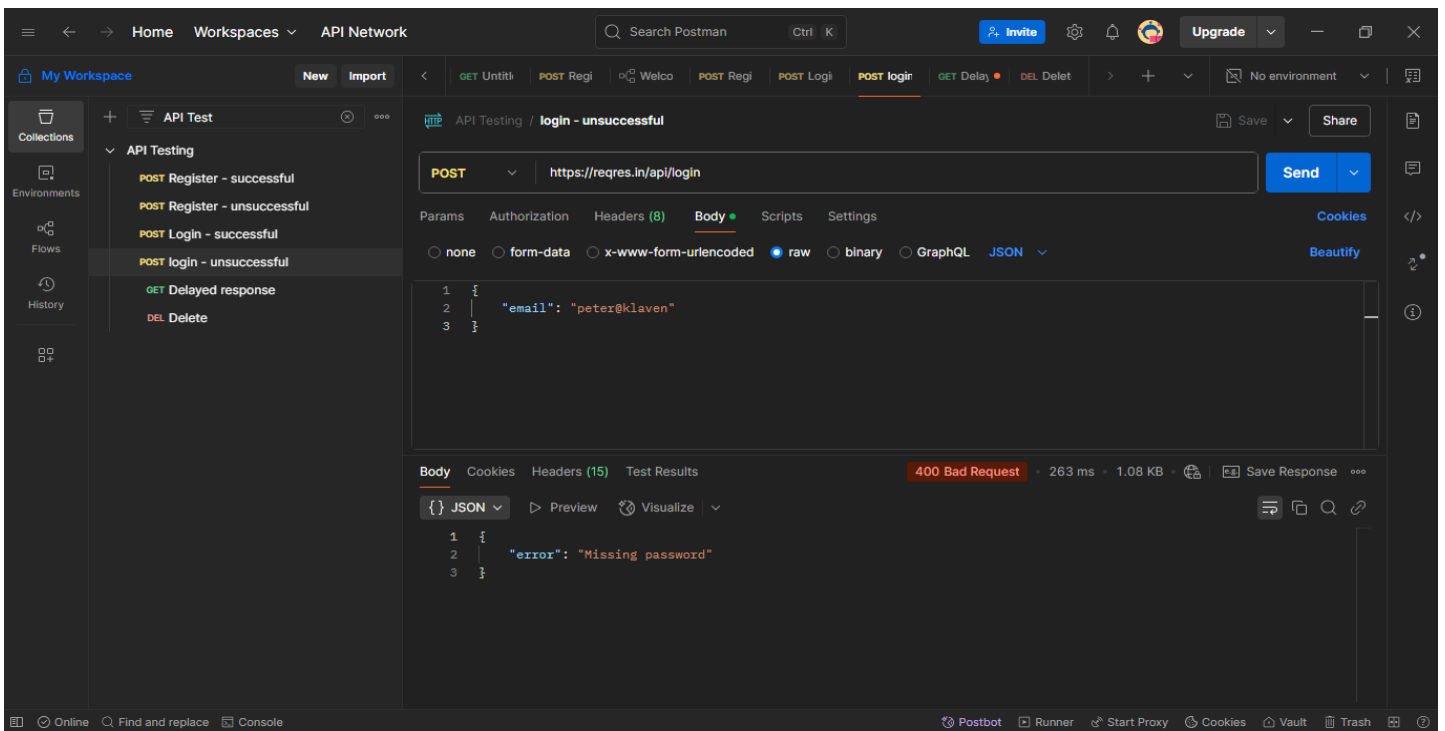 Home Workspaces API Network Search Postman Ctrl K Invite Upgrade
My Workspace New Import GET Untitl POST Regi Welco POST Regi POST Logi POST login GET Delay DEL Delet No environment
Collections
Environments
Flows
History
API Test
API Testing
POST Register - successful
POST Register - unsuccessful
POST Login - successful
POST login - unsuccessful
GET Delayed response
DEL Delete
HTTP API Testing / login - unsuccessful Save Share
POST https://reqres.in/api/login Send
Params Authorization Headers (8) Body Scripts Settings Cookies
none form-data x-www-form-urlencoded raw binary GraphQL JSON Beautify
1 {
2 "email": "peter@klaven"
3 }
Body Cookies Headers (15) Test Results 400 Bad Request 263 ms 1.08 KB e.g. Save Response
{} JSON Preview Visualize
1 {
2 "error": "Missing password"
3 }
Online Find and replace Console Postbot Runner Start Proxy Cookies Vault Trash